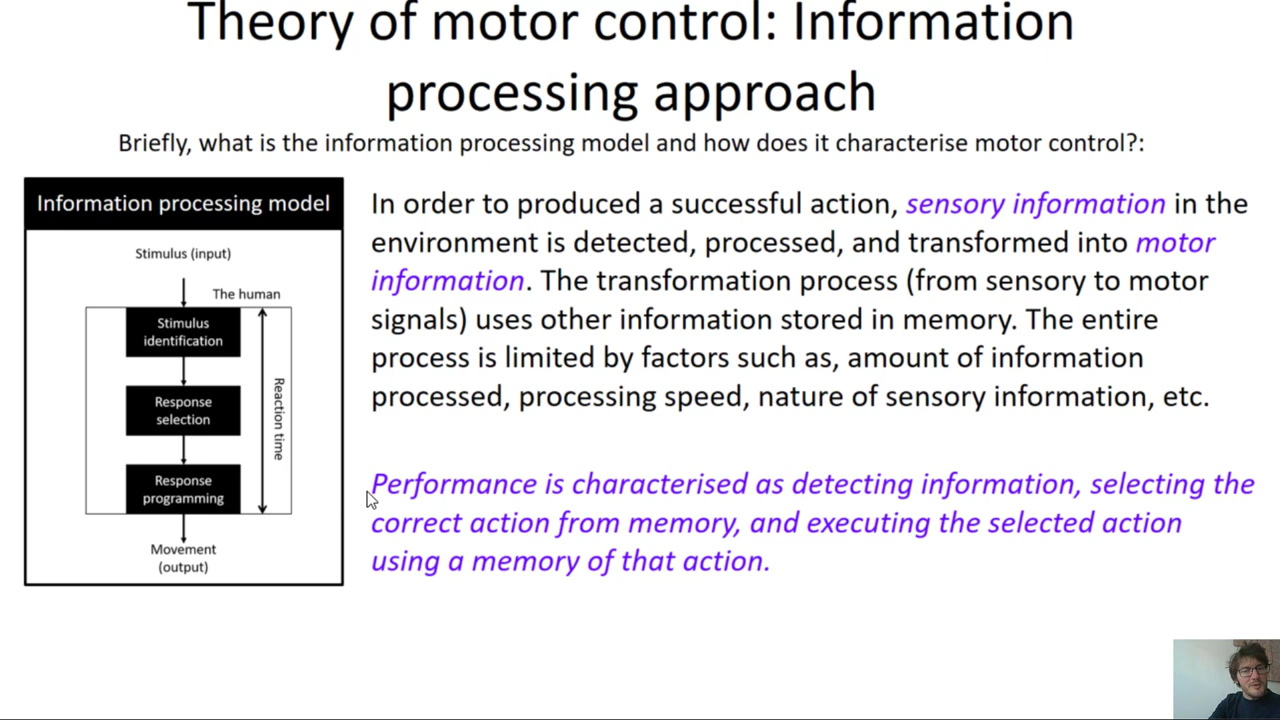 Theory of motor control: Information
processing approach
Briefly, what is the information processing model and how does it characterise motor control?:
Information processing model
Stimulus (input)
The human
Stimulus
identification
Response
selection
Response
programming
Reaction time
Movement
(output)
In order to produced a successful action, sensory information in the
environment is detected, processed, and transformed into motor
information. The transformation process (from sensory to motor
signals) uses other information stored in memory. The entire
process is limited by factors such as, amount of information
processed, processing speed, nature of sensory information, etc.
Performance is characterised as detecting information, selecting the
correct action from memory, and executing the selected action
using a memory of that action.